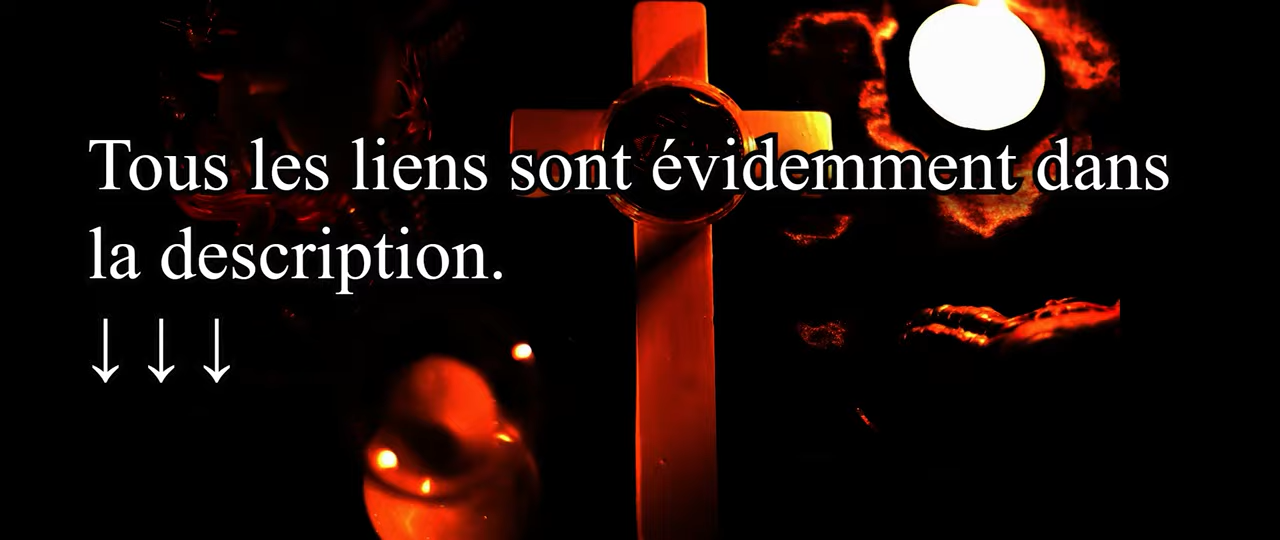 Tous les liens sont évidemment dans
la description.
↓ ↓ ↓